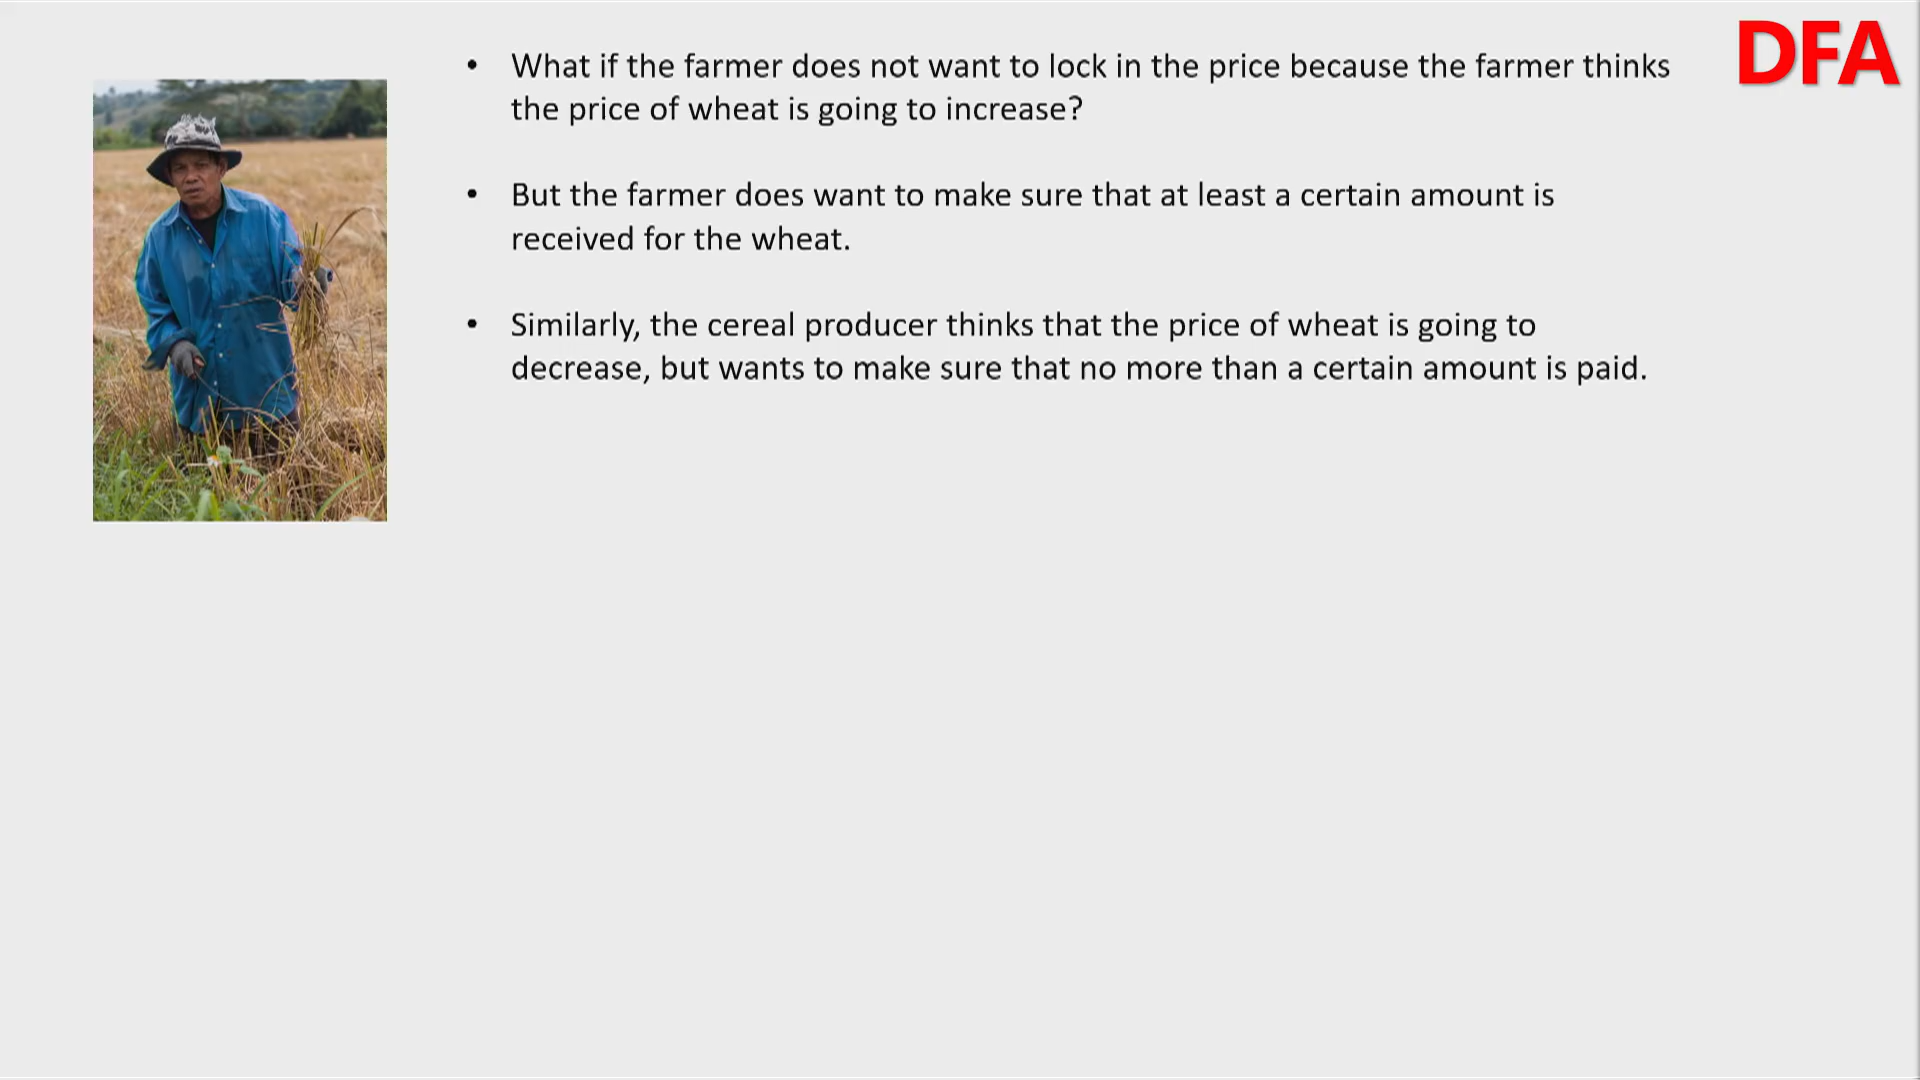 DFA
• What if the farmer does not want to lock in the price because the farmer thinks
the price of wheat is going to increase?
• But the farmer does want to make sure that at least a certain amount is
received for the wheat.
• Similarly, the cereal producer thinks that the price of wheat is going to
decrease, but wants to make sure that no more than a certain amount is paid.